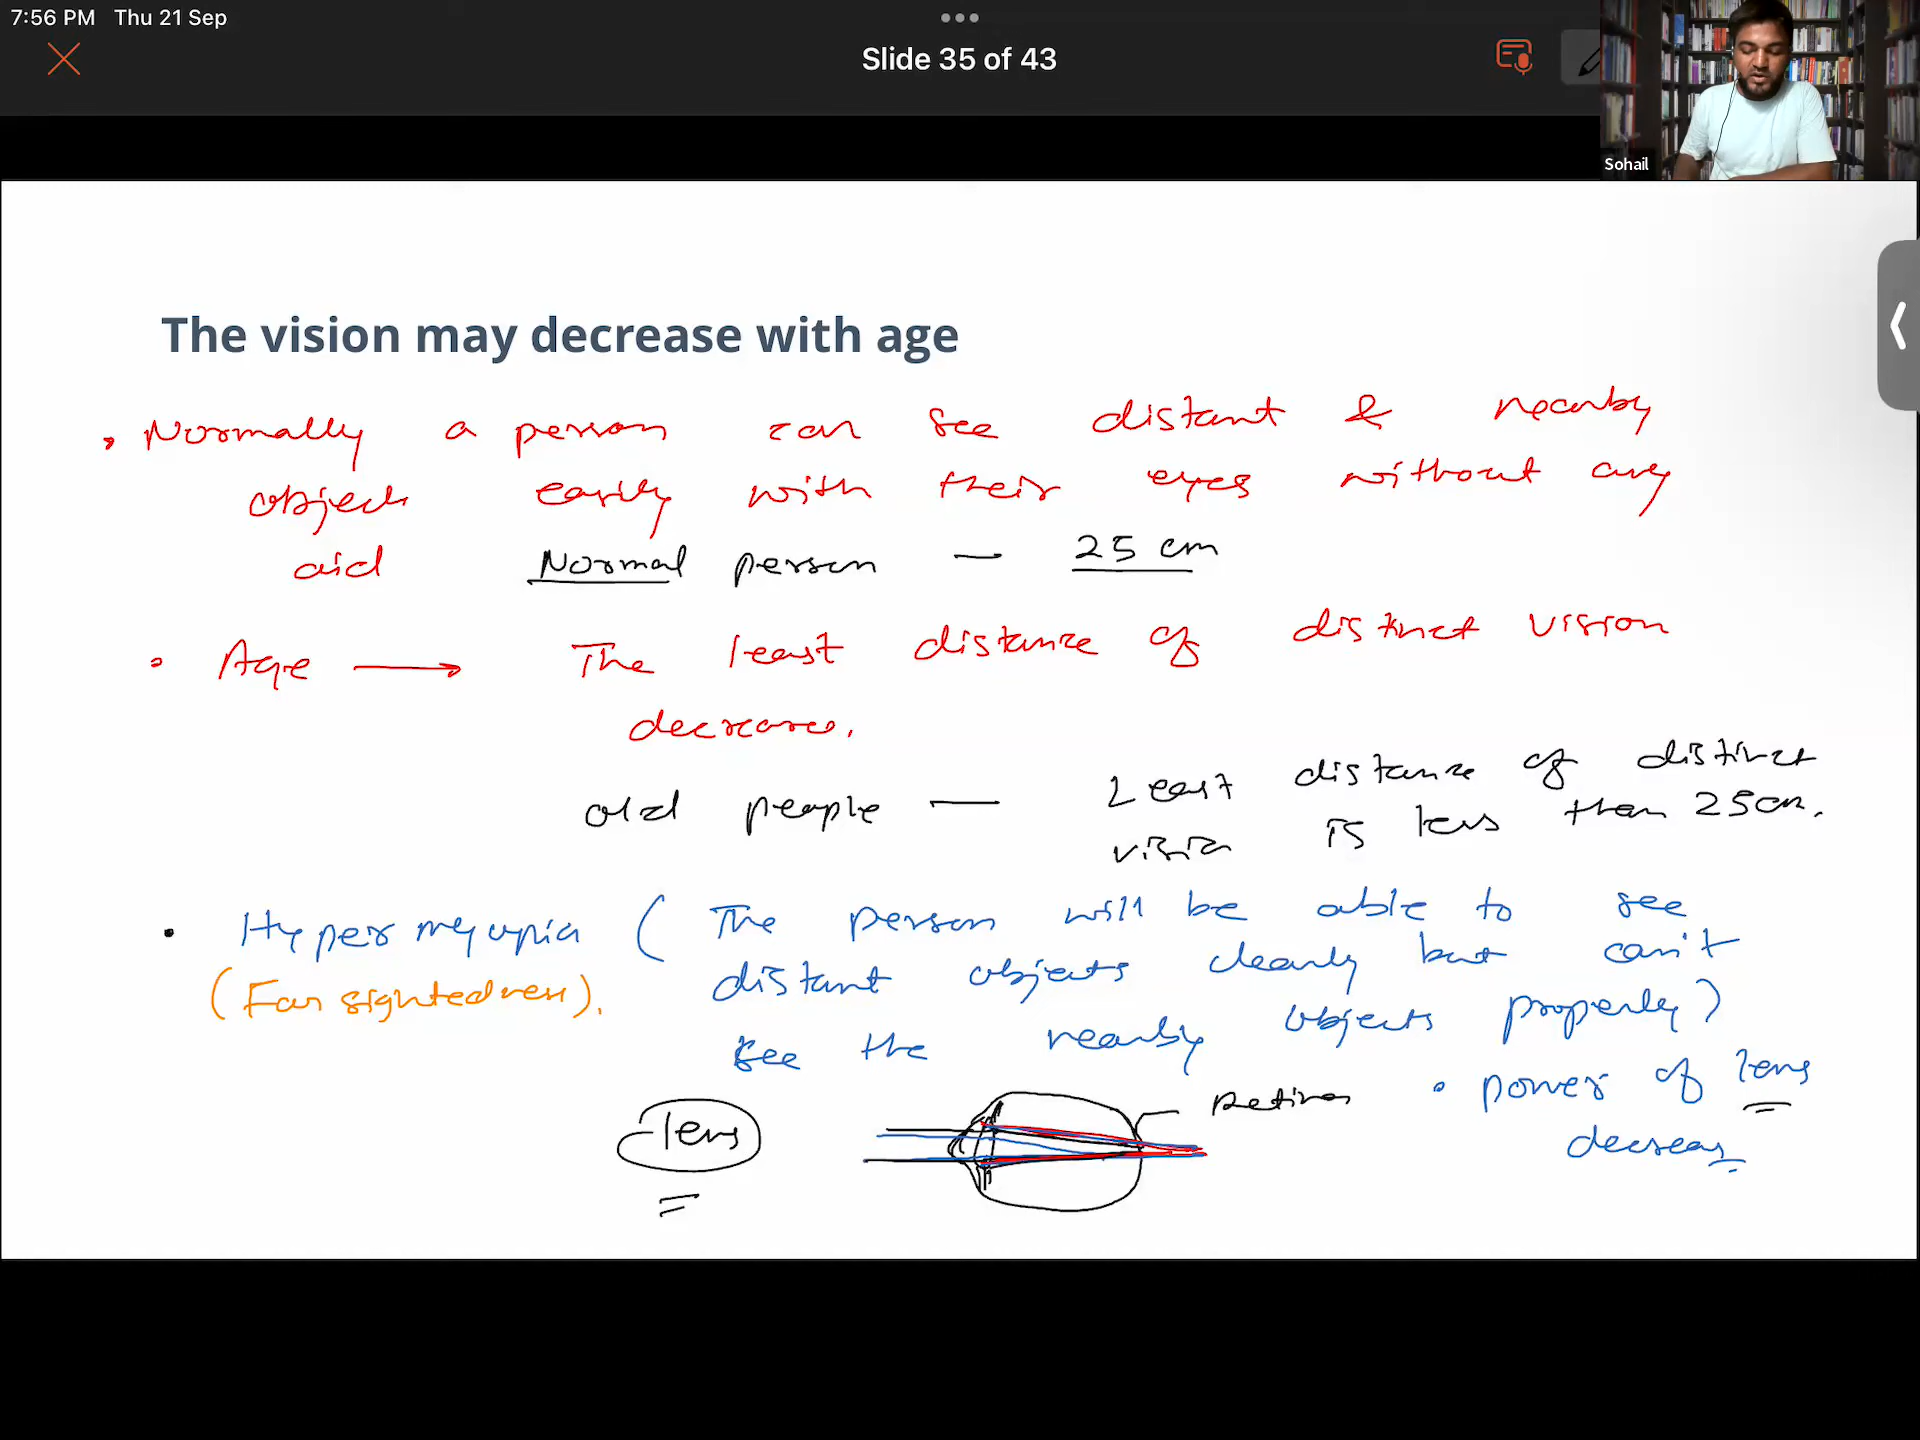 7:56 PM Thu 21 Sep
Slide 35 of 43
Sohail
The vision may decrease with age
• Normally a person can see distant & nearby
objects easily with their eyes without any
aid Normal person — 25 cm
• Age → The least distance of distinct vision
decreases.
old people — Least distance of distinct
vision is less than 25cm.
• Hypermyopia ( The person will be able to see
(Farsightedness). distant objects clearly but can't
see the nearby objects properly)
lens Retina • power of lens
decreas